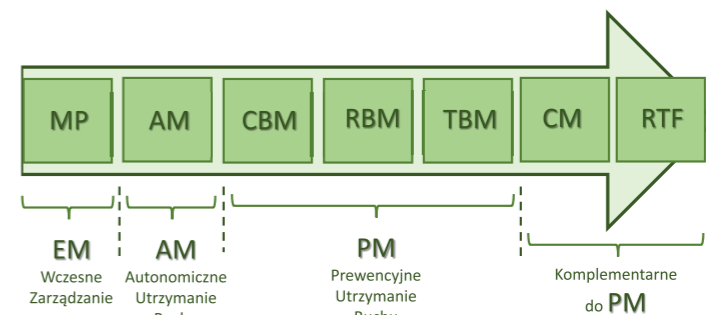 MP AM CBM RBM TBM CM RTF
EM
Wczesne
Zarządzanie
AM
Autonomiczne
Utrzymanie
PM
Prewencyjne
Utrzymanie
Komplementarne
do PM